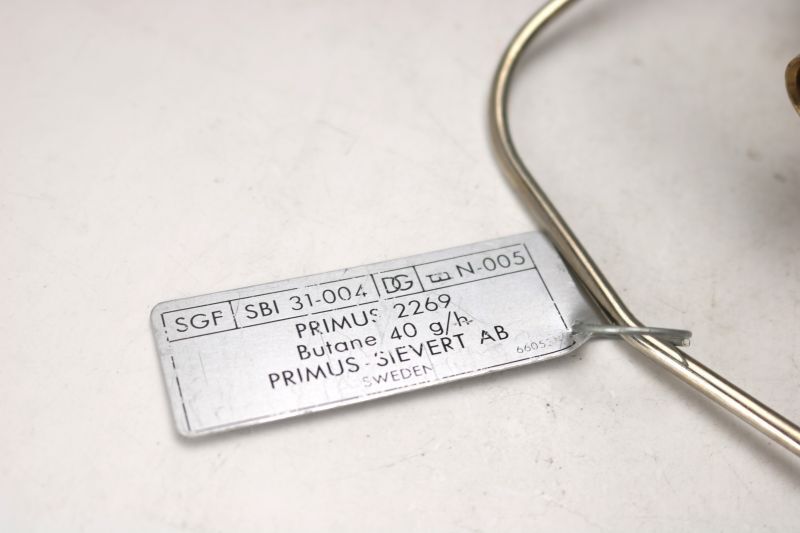 SGF SBI 31-004 DG N-005
PRIMUS 2269
Butane 40 g/h
PRIMUS-SIEVERT AB
SWEDEN